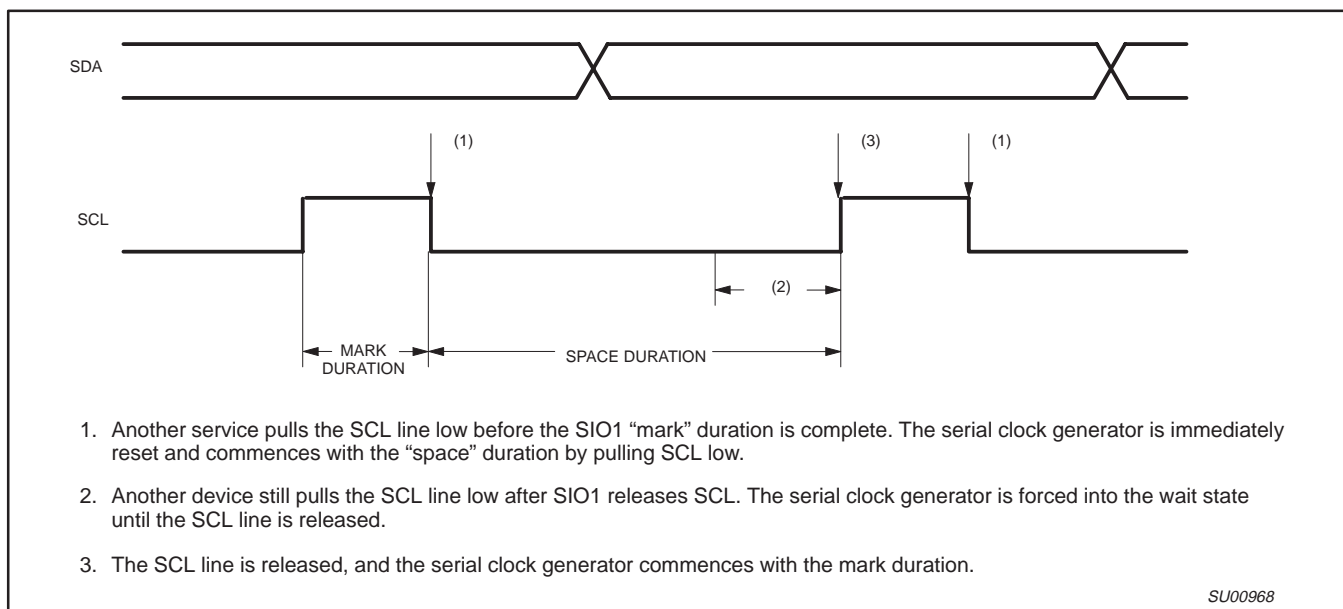 SDA
(1)
(3)
(1)
SCL
(2)
MARK
DURATION
SPACE DURATION
1. Another service pulls the SCL line low before the SIO1 “mark” duration is complete. The serial clock generator is immediately
reset and commences with the “space” duration by pulling SCL low.
2. Another device still pulls the SCL line low after SIO1 releases SCL. The serial clock generator is forced into the wait state
until the SCL line is released.
3. The SCL line is released, and the serial clock generator commences with the mark duration.
SU00968